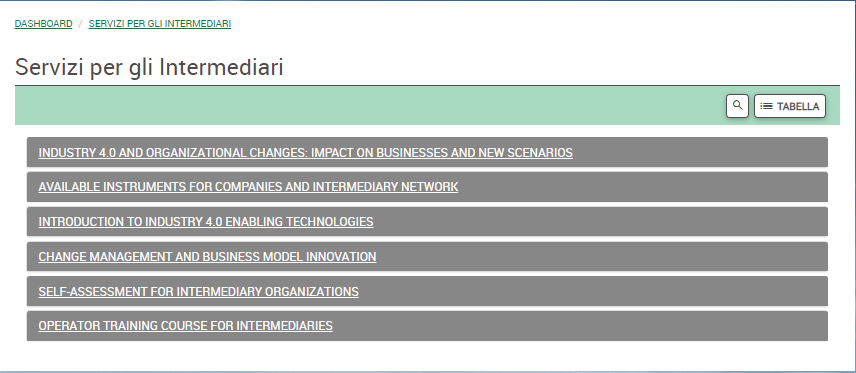 DASHBOARD / SERVIZI PER GLI INTERMEDIARI
Servizi per gli Intermediari
TABELLA
INDUSTRY 4.0 AND ORGANIZATIONAL CHANGES: IMPACT ON BUSINESSES AND NEW SCENARIOS
AVAILABLE INSTRUMENTS FOR COMPANIES AND INTERMEDIARY NETWORK
INTRODUCTION TO INDUSTRY 4.0 ENABLING TECHNOLOGIES
CHANGE MANAGEMENT AND BUSINESS MODEL INNOVATION
SELF-ASSESSMENT FOR INTERMEDIARY ORGANIZATIONS
OPERATOR TRAINING COURSE FOR INTERMEDIARIES